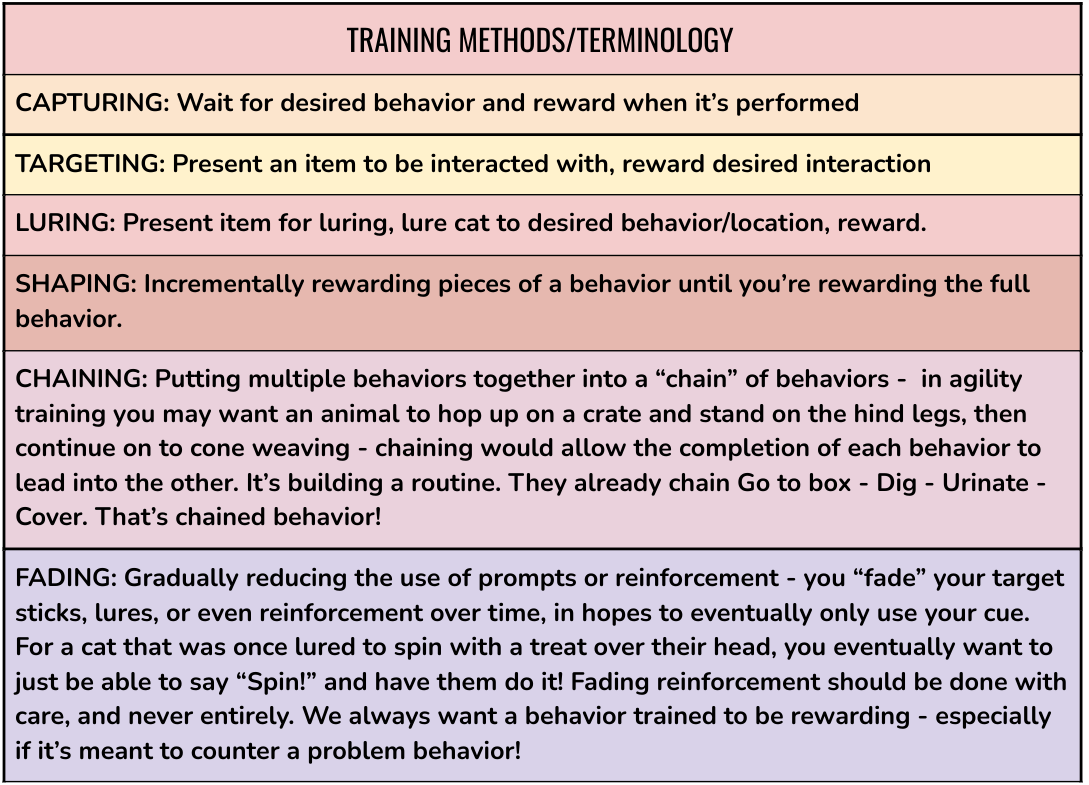 TRAINING METHODS/TERMINOLOGY
CAPTURING: Wait for desired behavior and reward when it’s performed
TARGETING: Present an item to be interacted with, reward desired interaction
LURING: Present item for luring, lure cat to desired behavior/location, reward.
SHAPING: Incrementally rewarding pieces of a behavior until you’re rewarding the full
behavior.
CHAINING: Putting multiple behaviors together into a “chain” of behaviors -  in agility
training you may want an animal to hop up on a crate and stand on the hind legs, then
continue on to cone weaving - chaining would allow the completion of each behavior to
lead into the other. It’s building a routine. They already chain Go to box - Dig - Urinate -
Cover. That’s chained behavior!
FADING: Gradually reducing the use of prompts or reinforcement - you “fade” your target
sticks, lures, or even reinforcement over time, in hopes to eventually only use your cue.
For a cat that was once lured to spin with a treat over their head, you eventually want to
just be able to say “Spin!” and have them do it! Fading reinforcement should be done with
care, and never entirely. We always want a behavior trained to be rewarding - especially
if it’s meant to counter a problem behavior!